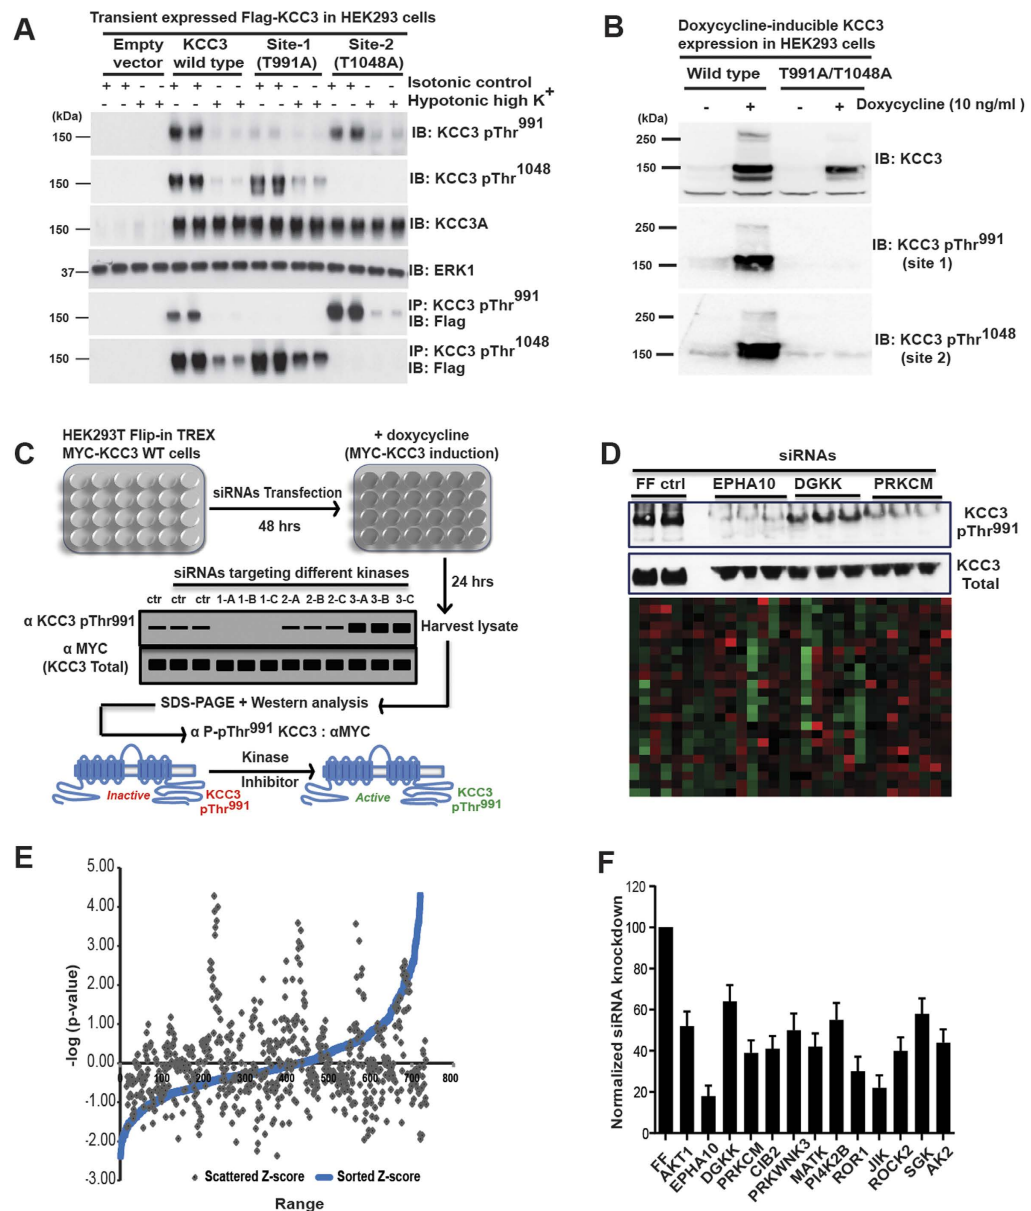 A
Transient expressed Flag-KCC3 in HEK293 cells
Empty vector
KCC3 wild type
Site-1 (T991A)
Site-2 (T1048A)
+ + - - + + - - + + - - + + - - Isotonic control
- - + + - - + + - - + + - - + + Hypotonic high K+
(kDa)
150 IB: KCC3 pThr991
150 IB: KCC3 pThr1048
150 IB: KCC3A
37 IB: ERK1
150 IP: KCC3 pThr991
IB: Flag
150 IP: KCC3 pThr1048
IB: Flag
B
Doxycycline-inducible KCC3
expression in HEK293 cells
Wild type T991A/T1048A
- + - + Doxycycline (10 ng/ml )
(kDa)
250
150
IB: KCC3
250
150
IB: KCC3 pThr991
(site 1)
250
150
IB: KCC3 pThr1048
(site 2)
C
HEK293T Flip-in TREX
MYC-KCC3 WT cells
siRNAs Transfection
48 hrs
+ doxycycline
(MYC-KCC3 induction)
24 hrs
Harvest lysate
siRNAs targeting different kinases
ctr ctr ctr 1-A 1-B 1-C 2-A 2-B 2-C 3-A 3-B 3-C
α KCC3 pThr991
α MYC
(KCC3 Total)
SDS-PAGE + Western analysis
α P-pThr991 KCC3 : αMYC
Kinase
Inhibitor
Inactive
KCC3
pThr991
Active
KCC3
pThr991
D
siRNAs
FF ctrl EPHA10 DGKK PRKCM
KCC3
pThr991
KCC3
Total
E
5.00
4.00
3.00
2.00
1.00
0.00
-1.00
-2.00
-3.00
-log (p-value)
0 100 200 300 400 500 600 700 800
Scattered Z-score Sorted Z-score
Range
F
Normalized siRNA knockdown
120
100
80
60
40
20
0
FF
AKT1
EPHA10
DGKK
PRKCM
CIB2
PRKWNK3
MATK
PI4K2B
ROR1
JIK
ROCK2
SGK
AK2